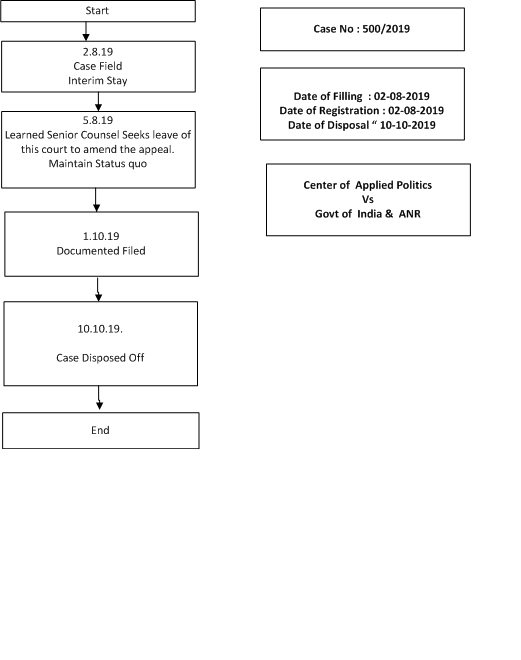 Start
2.8.19
Case Field
Interim Stay
5.8.19
Learned Senior Counsel Seeks leave of
this court to amend the appeal.
Maintain Status quo
1.10.19
Documented Filed
10.10.19.
Case Disposed Off
End
Case No : 500/2019
Date of Filling : 02-08-2019
Date of Registration : 02-08-2019
Date of Disposal “ 10-10-2019
Center of Applied Politics
Vs
Govt of India & ANR